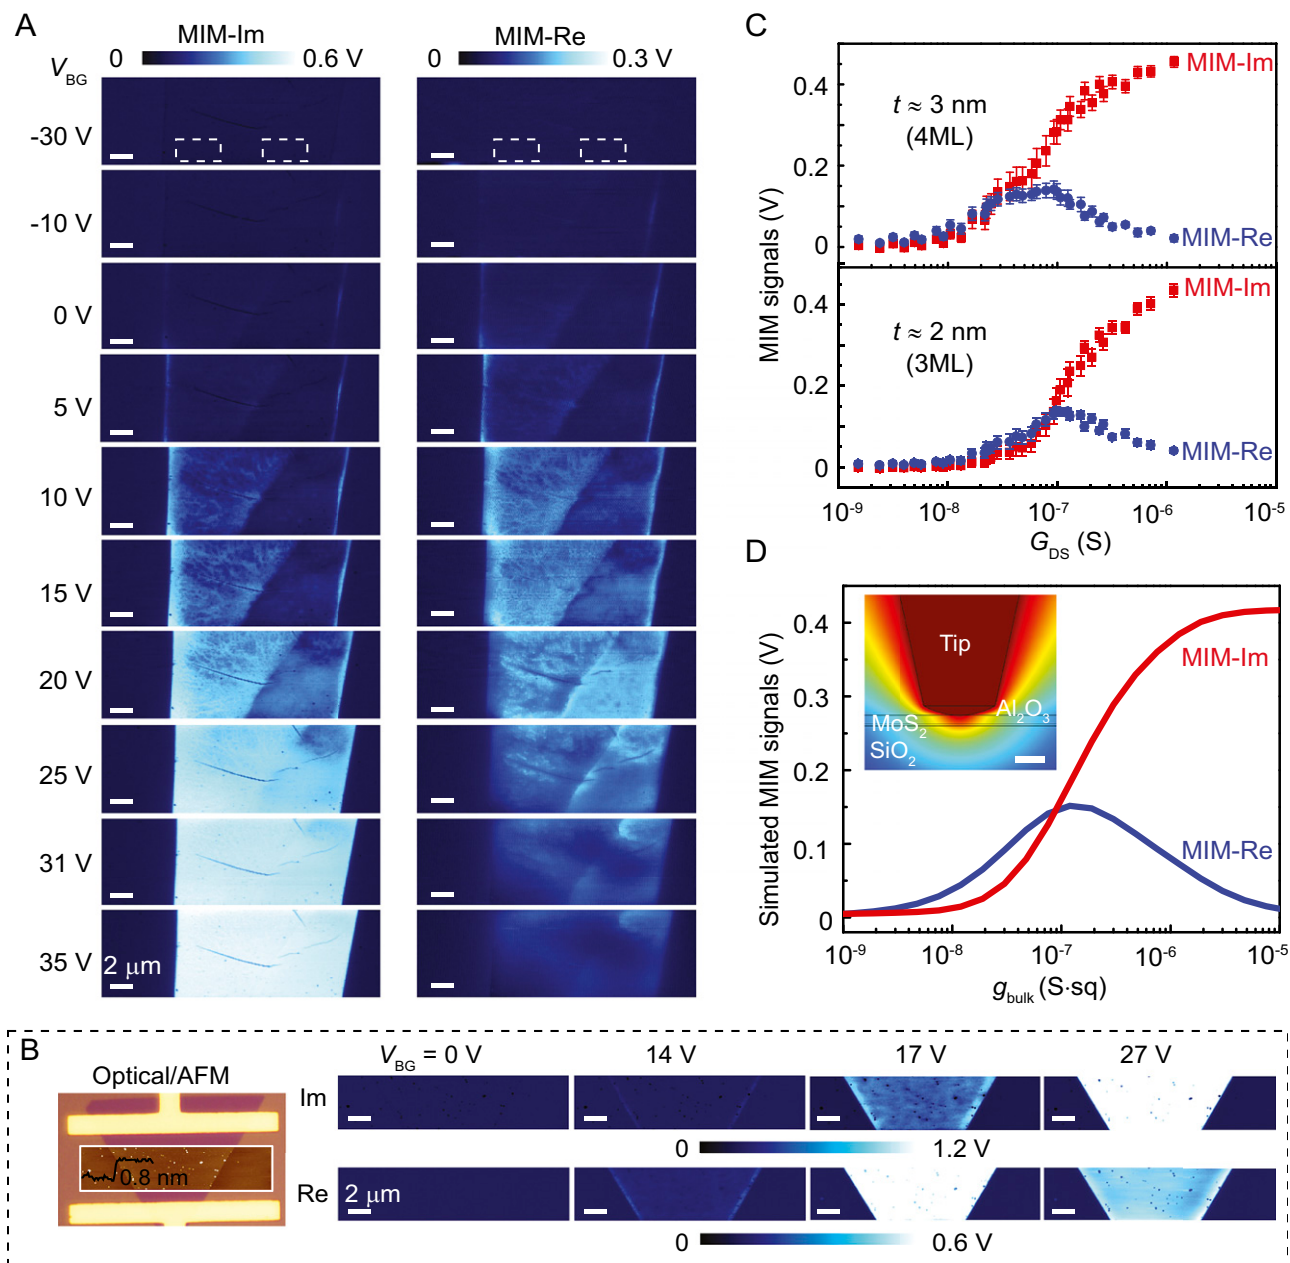 A
MIM-Im
0 0.6 V
MIM-Re
0 0.3 V
V_BG
-30 V
-10 V
0 V
5 V
10 V
15 V
20 V
25 V
31 V
35 V
2 μm
C
MIM signals (V)
0.4
0.2
0
t ≈ 3 nm
(4ML)
MIM-Im
MIM-Re
0.4
0.2
0
t ≈ 2 nm
(3ML)
MIM-Im
MIM-Re
10⁻⁹ 10⁻⁸ 10⁻⁷ 10⁻⁶ 10⁻⁵
G_DS (S)
D
Simulated MIM signals (V)
0.4
0.3
0.2
0.1
0
Tip
Al₂O₃
MoS₂
SiO₂
MIM-Im
MIM-Re
10⁻⁹ 10⁻⁸ 10⁻⁷ 10⁻⁶ 10⁻⁵
g_bulk (S·sq)
B
Optical/AFM
0.8 nm
V_BG = 0 V 14 V 17 V 27 V
Im
0 1.2 V
Re
2 μm
0 0.6 V